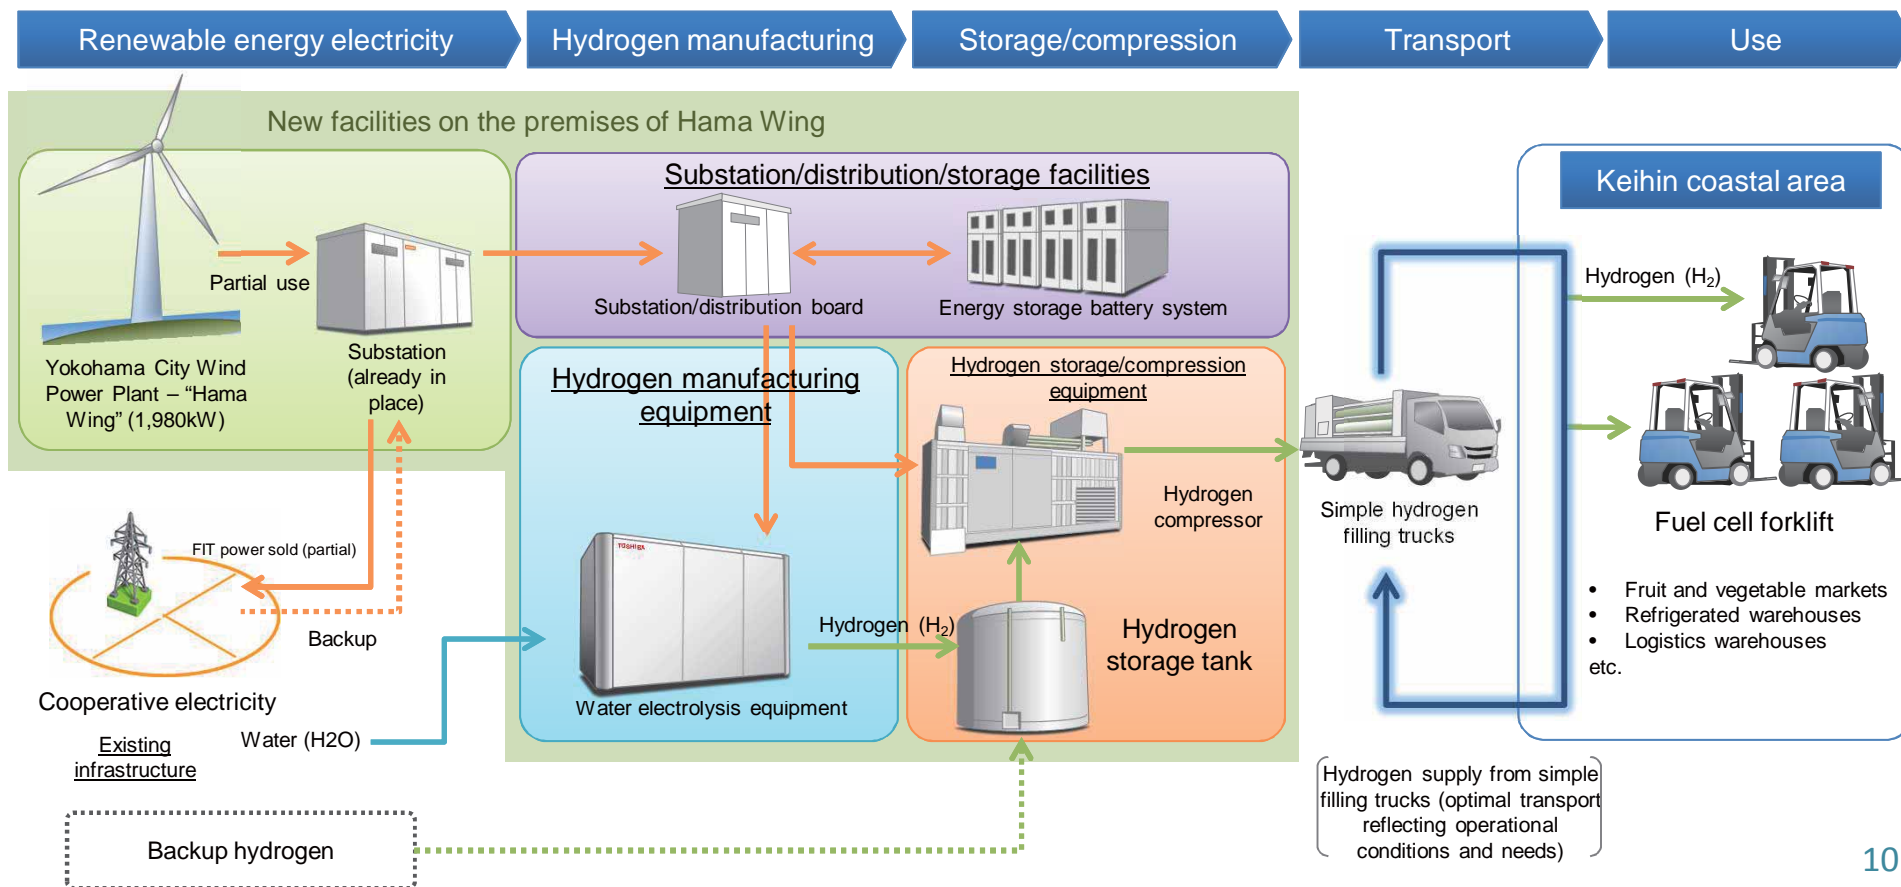 Renewable energy electricity
Hydrogen manufacturing
Storage/compression
Transport
Use
New facilities on the premises of Hama Wing
Partial use
Yokohama City Wind
Power Plant – “Hama
Wing” (1,980kW)
Substation
(already in
place)
Substation/distribution/storage facilities
Substation/distribution board
Energy storage battery system
Hydrogen manufacturing
equipment
TOSHIBA
Water electrolysis equipment
Hydrogen (H₂)
Hydrogen storage/compression
equipment
Hydrogen
compressor
Hydrogen
storage tank
Simple hydrogen
filling trucks
Keihin coastal area
Hydrogen (H₂)
Fuel cell forklift
• Fruit and vegetable markets
• Refrigerated warehouses
• Logistics warehouses
etc.
FIT power sold (partial)
Backup
Cooperative electricity
Existing
infrastructure
Water (H2O)
Backup hydrogen
Hydrogen supply from simple
filling trucks (optimal transport
reflecting operational
conditions and needs)
10